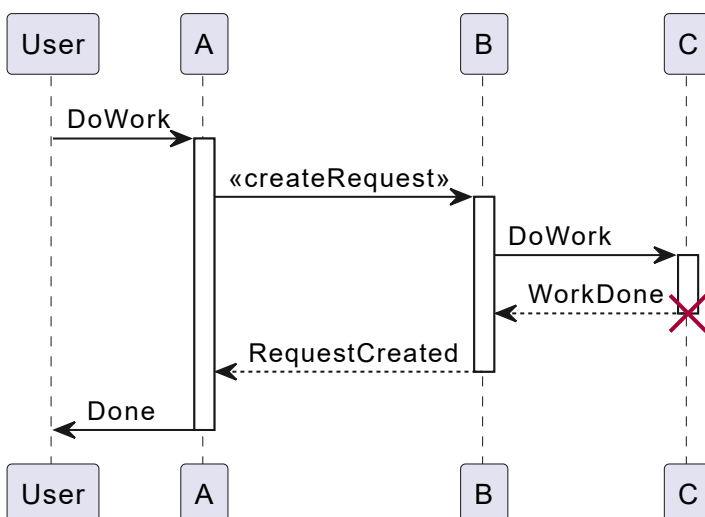 User A B C
DoWork
«createRequest»
DoWork
WorkDone
RequestCreated
Done
User A B C